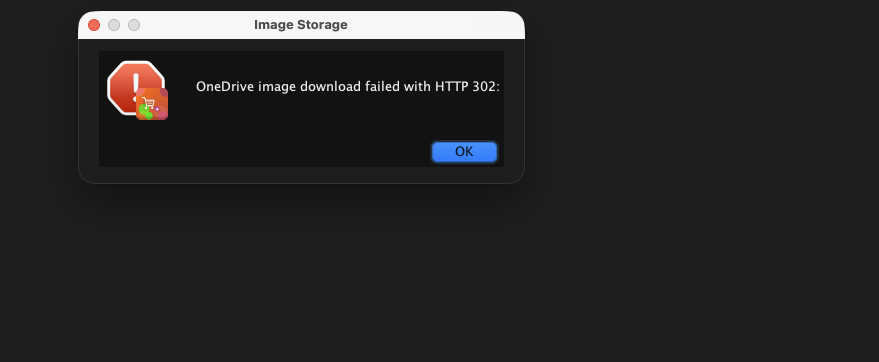 Image Storage
OneDrive image download failed with HTTP 302:
OK